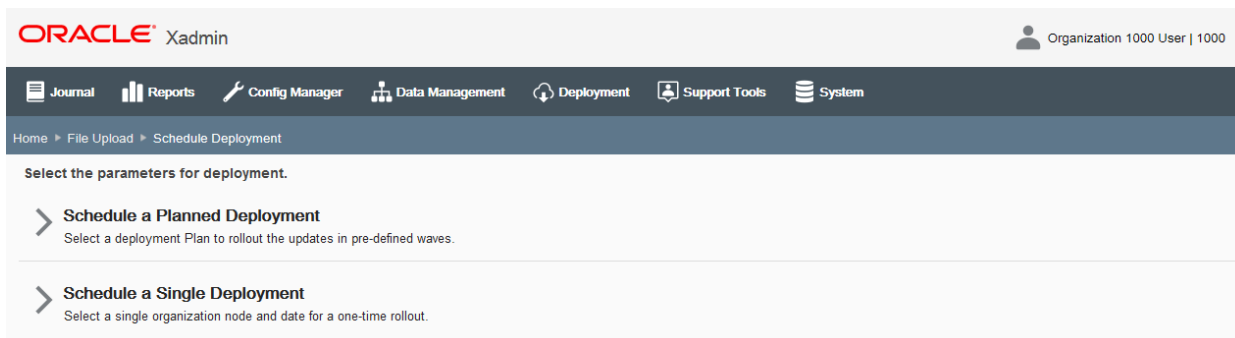 ORACLE Xadmin
Organization 1000 User | 1000
Journal Reports Config Manager Data Management Deployment Support Tools System
Home ▶ File Upload ▶ Schedule Deployment
Select the parameters for deployment.
Schedule a Planned Deployment
Select a deployment Plan to rollout the updates in pre-defined waves.
Schedule a Single Deployment
Select a single organization node and date for a one-time rollout.